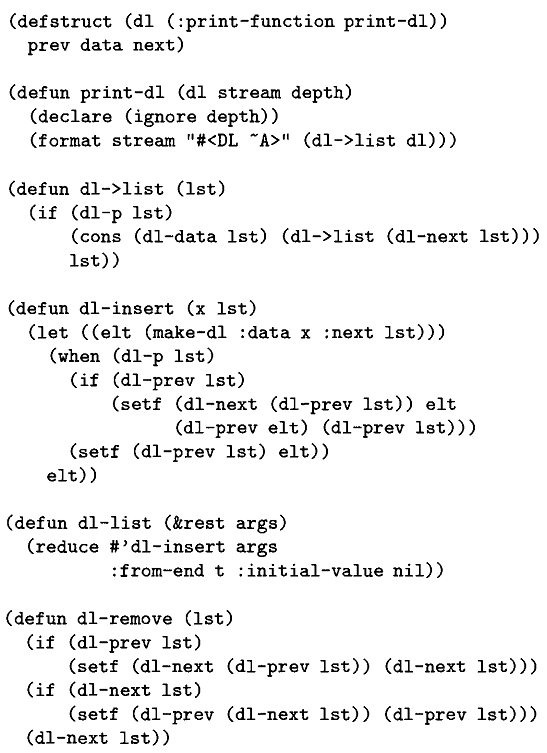 (defstruct (dl (:print-function print-dl))
  prev data next)

(defun print-dl (dl stream depth)
  (declare (ignore depth))
  (format stream "#<DL ~A>" (dl->list dl)))

(defun dl->list (lst)
  (if (dl-p lst)
      (cons (dl-data lst) (dl->list (dl-next lst)))
      lst))

(defun dl-insert (x lst)
  (let ((elt (make-dl :data x :next lst)))
    (when (dl-p lst)
      (if (dl-prev lst)
          (setf (dl-next (dl-prev lst)) elt
                (dl-prev elt) (dl-prev lst)))
      (setf (dl-prev lst) elt))
    elt))

(defun dl-list (&rest args)
  (reduce #'dl-insert args
          :from-end t :initial-value nil))

(defun dl-remove (lst)
  (if (dl-prev lst)
      (setf (dl-next (dl-prev lst)) (dl-next lst)))
  (if (dl-next lst)
      (setf (dl-prev (dl-next lst)) (dl-prev lst)))
  (dl-next lst))